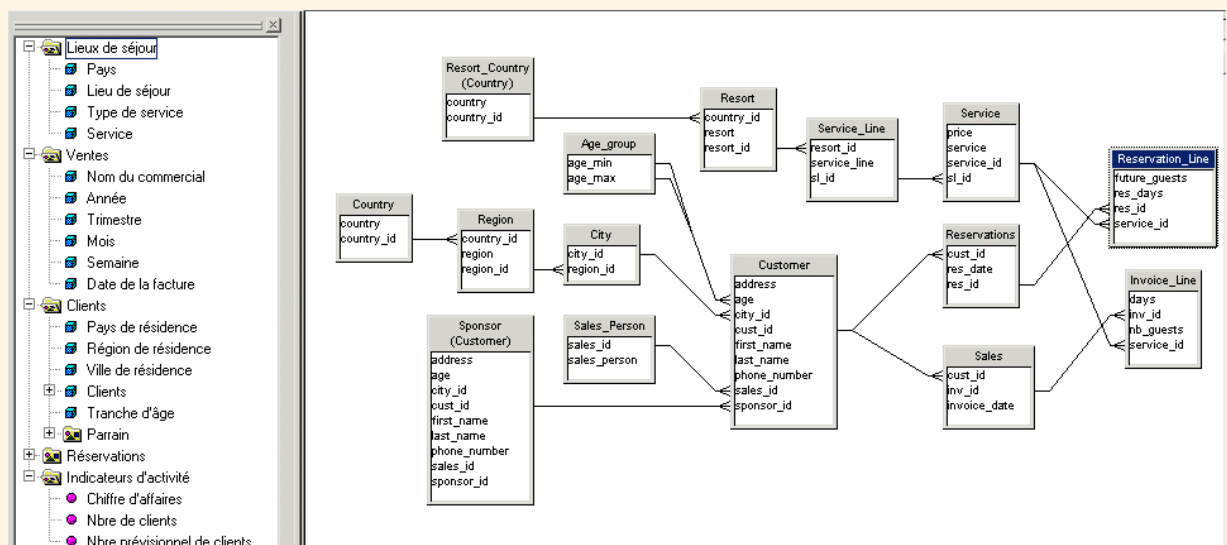 Lieux de séjour
Pays
Lieu de séjour
Type de service
Service
Ventes
Nom du commercial
Année
Trimestre
Mois
Semaine
Date de la facture
Clients
Pays de résidence
Région de résidence
Ville de résidence
Clients
Tranche d'âge
Parrain
Réservations
Indicateurs d'activité
Chiffre d'affaires
Nbre de clients
Nbre prévisionnel de clients
Resort_Country
(Country)
country
country_id
Age_group
age_min
age_max
Resort
country_id
resort
resort_id
Service_Line
resort_id
service_line
sl_id
Service
price
service
service_id
sl_id
Reservation_Line
future_guests
res_days
res_id
service_id
Country
country
country_id
Region
country_id
region
region_id
City
city_id
region_id
Customer
address
age
city_id
cust_id
first_name
last_name
phone_number
sales_id
sponsor_id
Reservations
cust_id
res_date
res_id
Invoice_Line
days
inv_id
nb_guests
service_id
Sponsor
(Customer)
address
age
city_id
cust_id
first_name
last_name
phone_number
sales_id
sponsor_id
Sales_Person
sales_id
sales_person
Sales
cust_id
inv_id
invoice_date